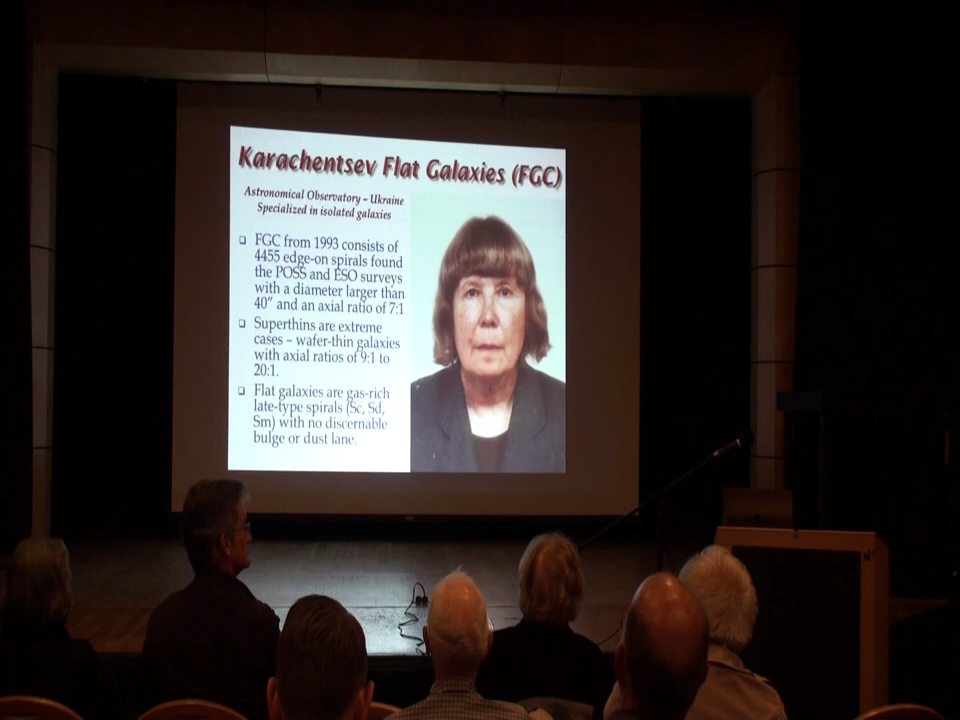 Karachentsev Flat Galaxies (FGC)
Astronomical Observatory – Ukraine
Specialized in isolated galaxies
❑ FGC from 1993 consists of
4455 edge-on spirals found
the POSS and ESO surveys
with a diameter larger than
40″ and an axial ratio of 7:1
❑ Superthins are extreme
cases – wafer-thin galaxies
with axial ratios of 9:1 to
20:1.
❑ Flat galaxies are gas-rich
late-type spirals (Sc, Sd,
Sm) with no discernable
bulge or dust lane.